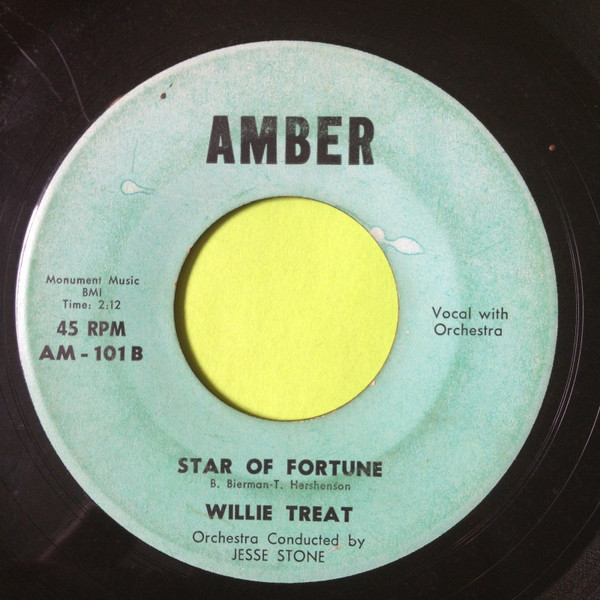 AMBER
Monument Music
BMI
Time: 2:12
45 RPM
AM - 101 B
Vocal with
Orchestra
STAR OF FORTUNE
B. Bierman-T. Hershenson
WILLIE TREAT
Orchestra Conducted by
JESSE STONE